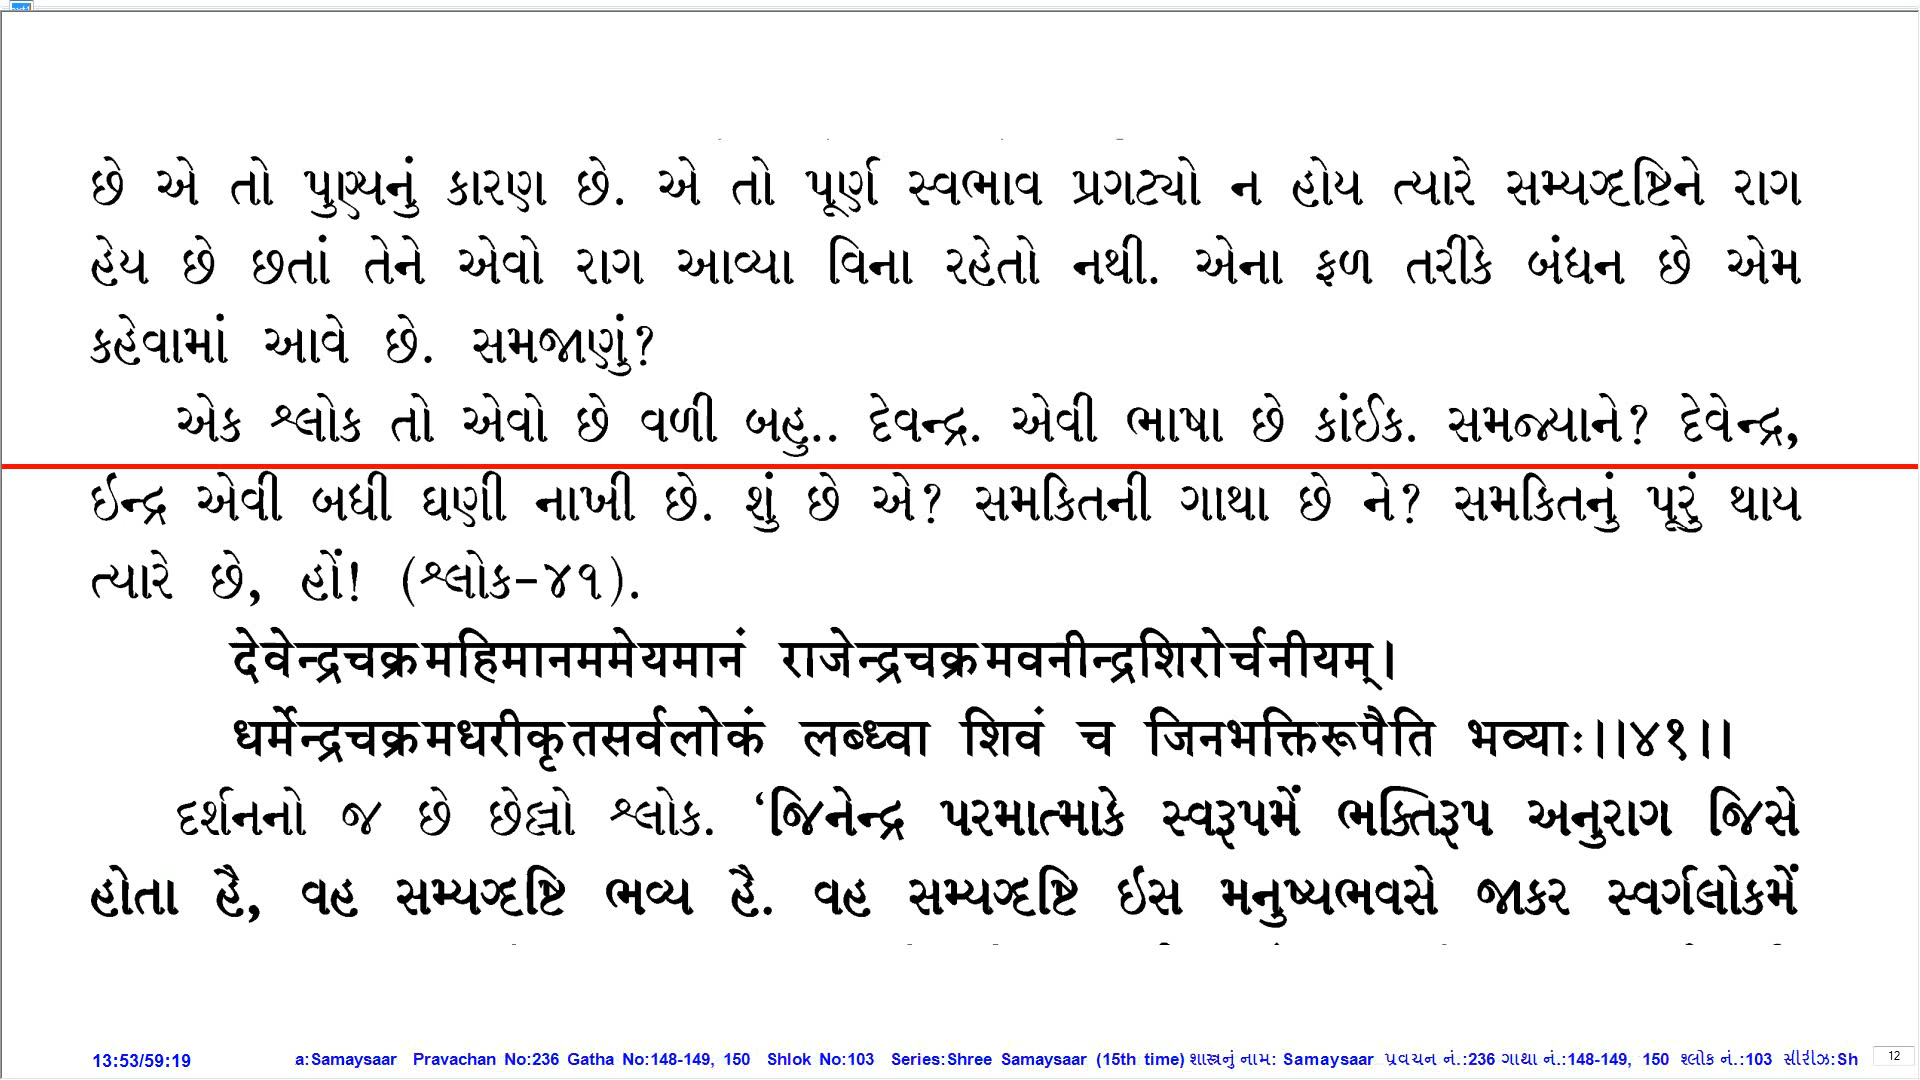 છે એ તો પુણ્યનું કારણ છે. એ તો પૂર્ણ સ્વભાવ પ્રગટ્યો ન હોય ત્યારે સમ્યગ્દષ્ટિને રાગ
હેય છે છતાં તેને એવો રાગ આવ્યા વિના રહેતો નથી. એના ફળ તરીકે બંધન છે એમ
કહેવામાં આવે છે. સમજાણું?
એક શ્લોક તો એવો છે વળી બહુ.. દેવન્દ્ર. એવી ભાષા છે કાંઈક. સમજ્યાને? દેવેન્દ્ર,
ઈન્દ્ર એવી બધી ઘણી નાખી છે. શું છે એ? સમકિતની ગાથા છે ને? સમકિતનું પૂરું થાય
ત્યારે છે, હોં! (શ્લોક-૪૧).
देवेन्द्रचक्रमहिमानममेयमानं राजेन्द्रचक्रमवनीन्द्रशिरोर्चनीयम्।
धर्मेन्द्रचक्रमधरीकृतसर्वलोकं लब्ध्वा शिवं च जिनभक्तिरूपैति भव्याः।।४१।।
દર્શનનો જ છે છેલ્લો શ્લોક. ‘જિનેન્દ્ર પરમાત્માકે સ્વરૂપમેં ભક્તિરૂપ અનુરાગ જિસે
હોતા હૈ, વહ સમ્યગ્દષ્ટિ ભવ્ય હૈ. વહ સમ્યગ્દષ્ટિ ઈસ મનુષ્યભવસે જાકર સ્વર્ગલોકમેં
13:53/59:19 a:Samaysaar Pravachan No:236 Gatha No:148-149, 150 Shlok No:103 Series:Shree Samaysaar (15th time) શાસ્ત્રનું નામ: Samaysaar પ્રવચન નં.:236 ગાથા નં.:148-149, 150 શ્લોક નં.:103 સીરીઝ:Sh 12